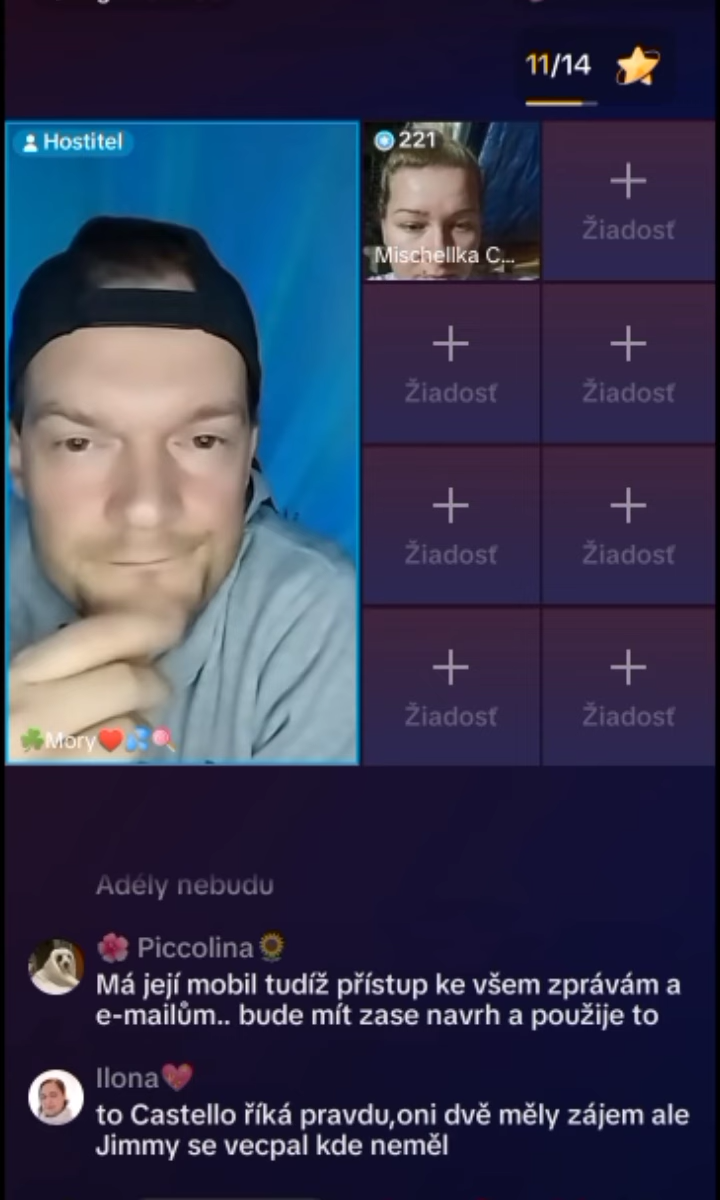 11/14
Hostitel
221
Mischellka C...
Žiadosť
Žiadosť
Žiadosť
Žiadosť
Žiadosť
Žiadosť
Žiadosť
☘️Mory❤️💦🍭
Adély nebudu
🌺 Piccolina🌻
Má její mobil tudíž přístup ke všem zprávám a
e-mailům.. bude mít zase navrh a použije to
Ilona💖
to Castello říká pravdu,oni dvě měly zájem ale
Jimmy se vecpal kde neměl